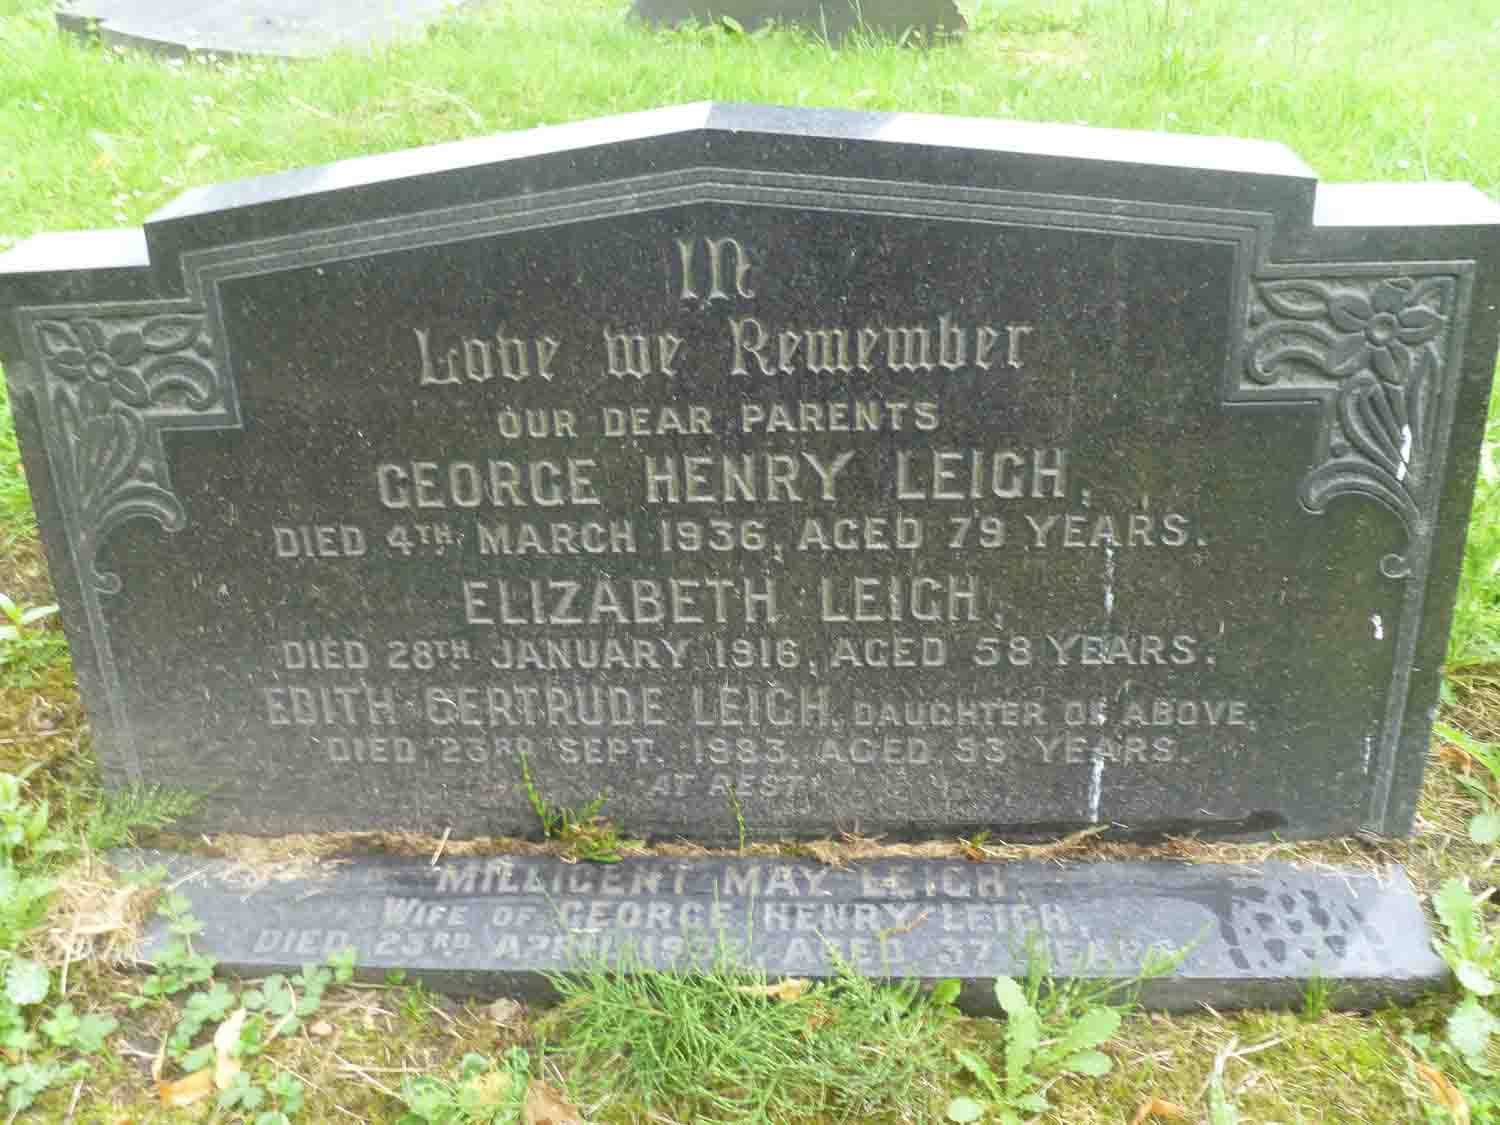 IN
Love we Remember
OUR DEAR PARENTS
GEORGE HENRY LEIGH,
DIED 4TH MARCH 1936, AGED 79 YEARS.
ELIZABETH LEIGH,
DIED 28TH JANUARY 1916, AGED 58 YEARS.
EDITH GERTRUDE LEIGH, DAUGHTER OF ABOVE,
DIED 23RD SEPT. 1983, AGED YEARS.
AT REST
MILLICENT MAY LEIGH,
WIFE OF GEORGE HENRY LEIGH,
DIED 23RD APRIL AGED 37 YEARS.